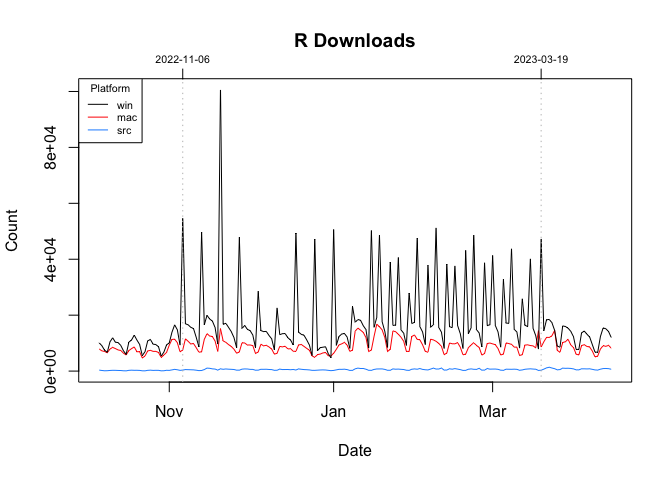 R Downloads
2022-11-06 2023-03-19
Platform
win
mac
src
Count
0e+00 4e+04 8e+04
Nov Jan Mar
Date